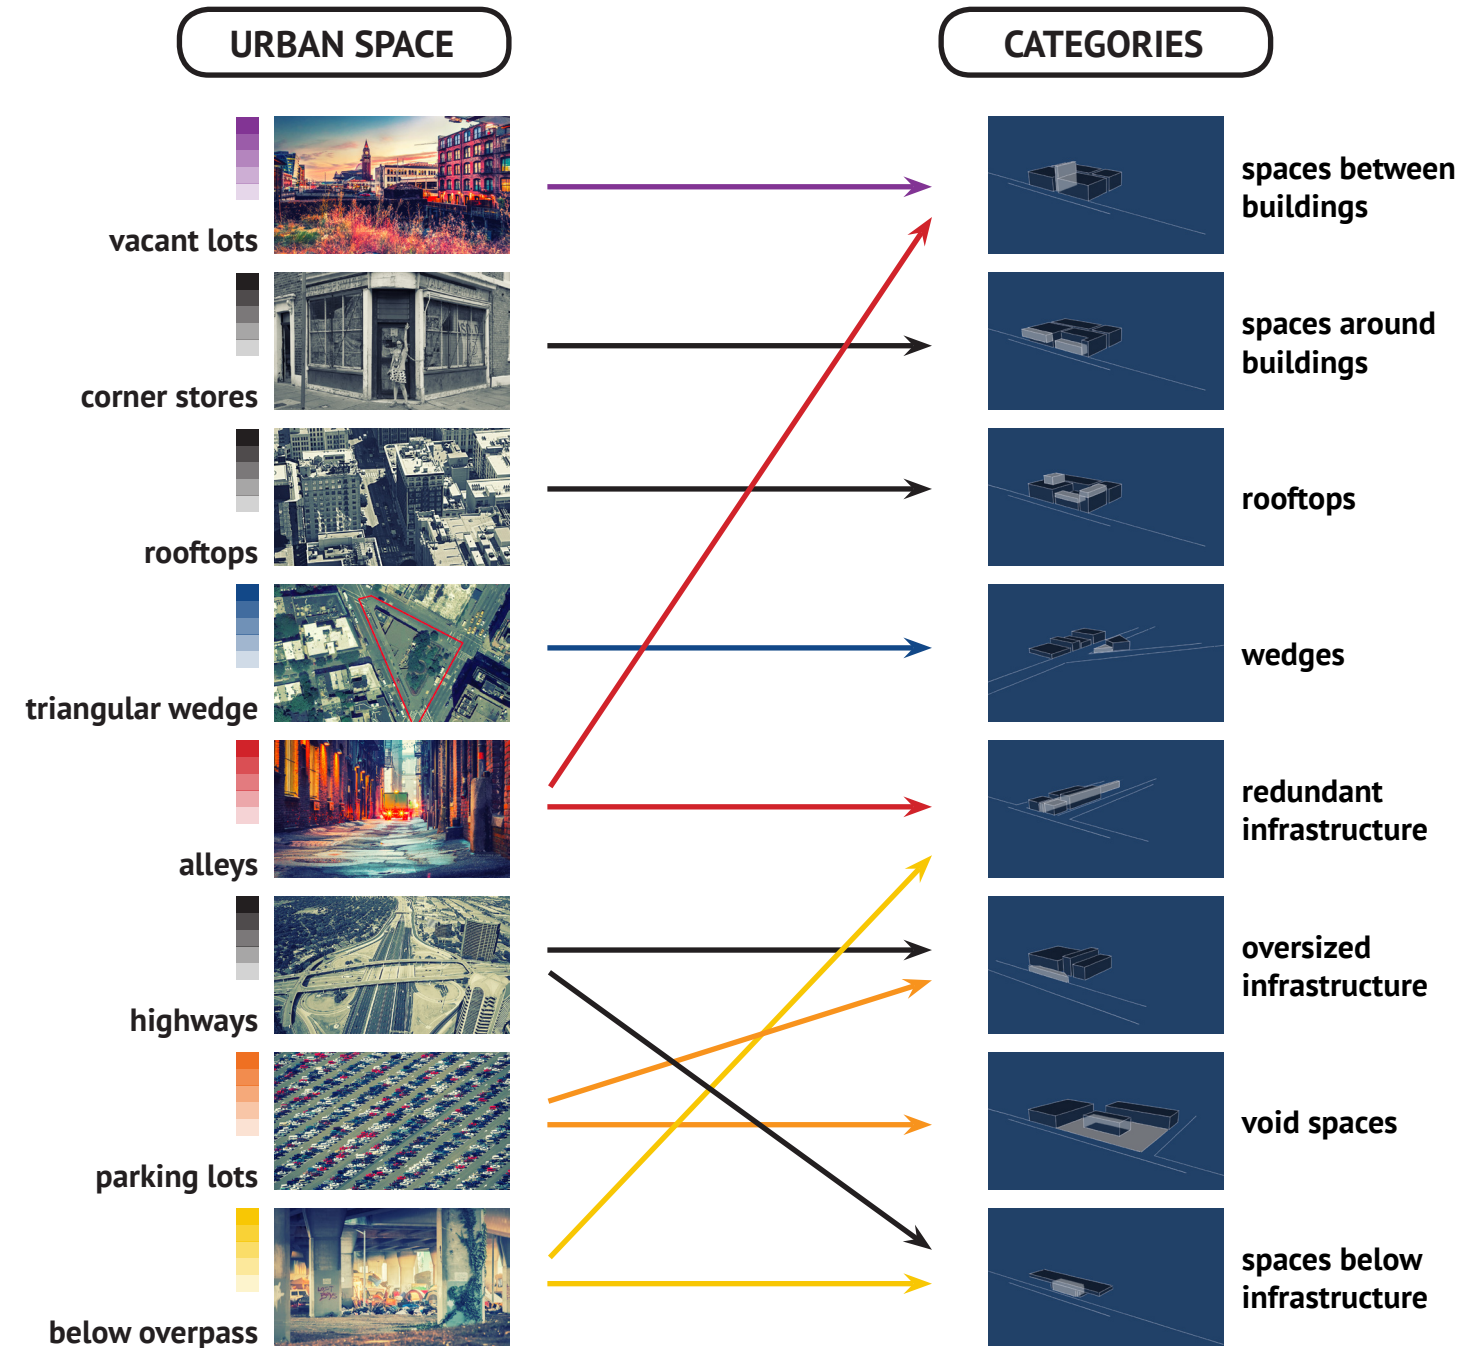 URBAN SPACE
CATEGORIES
vacant lots
spaces between
buildings
corner stores
spaces around
buildings
rooftops
rooftops
triangular wedge
wedges
alleys
redundant
infrastructure
highways
oversized
infrastructure
parking lots
void spaces
below overpass
spaces below
infrastructure